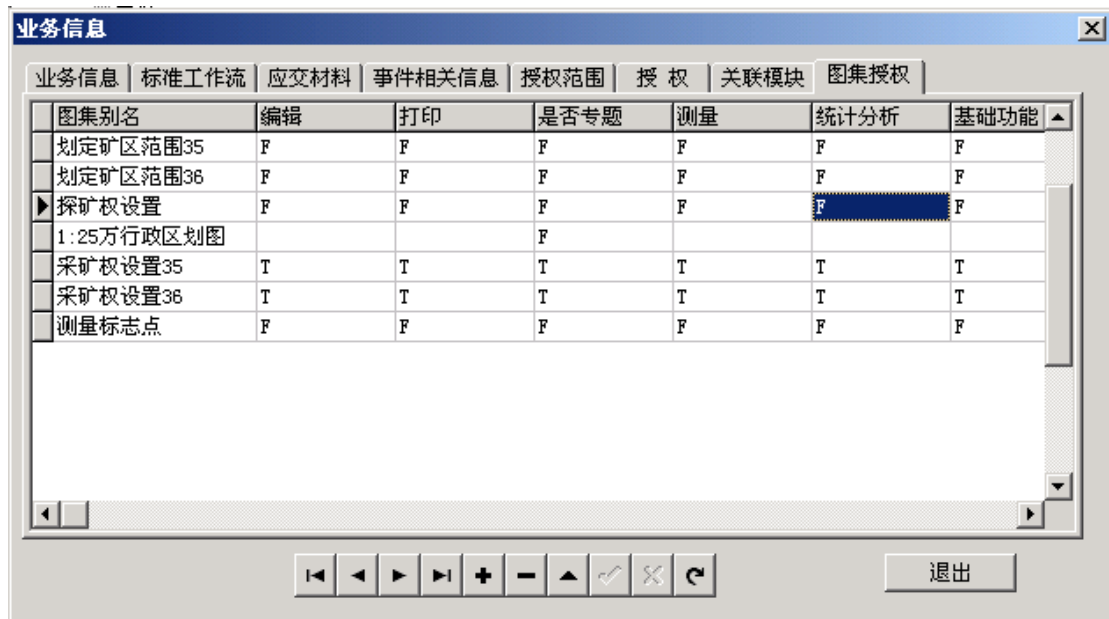 业务信息
业务信息 标准工作流 应交材料 事件相关信息 授权范围 授 权 关联模块 图集授权
图集别名 编辑 打印 是否专题 测量 统计分析 基础功能
划定矿区范围35 F F F F F F
划定矿区范围36 F F F F F F
探矿权设置 F F F F F F
1:25万行政区划图 F
采矿权设置35 T T T T T T
采矿权设置36 T T T T T T
测量标志点 F F F F F F
退出